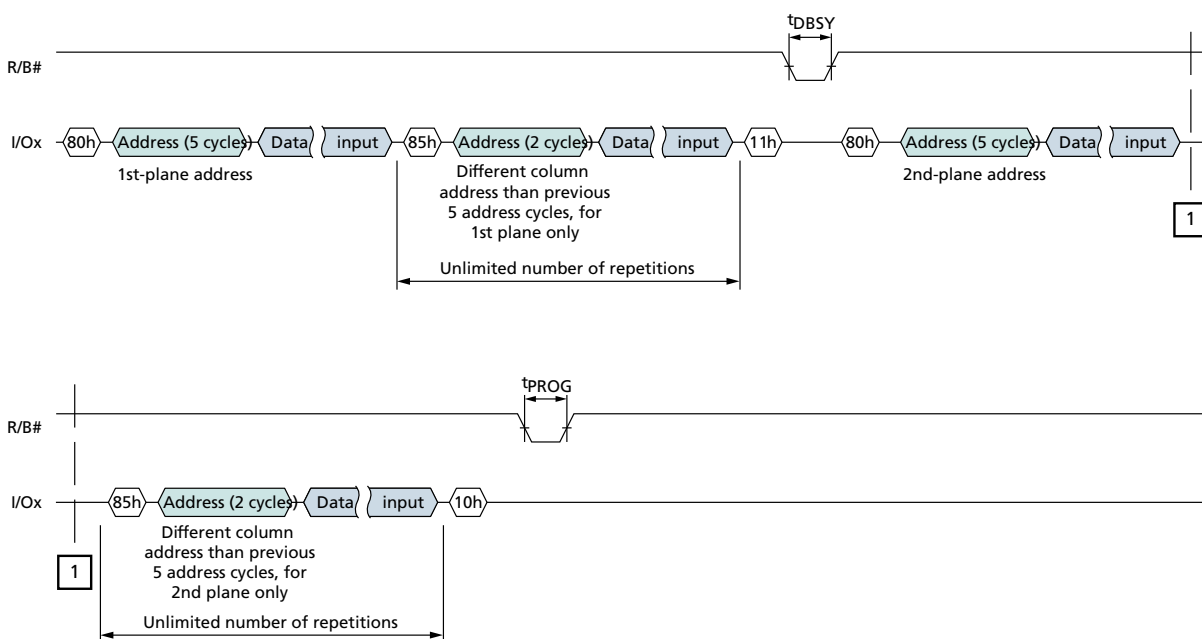 tDBSY
R/B#
I/Ox 80h Address (5 cycles) Data input 85h Address (2 cycles) Data input 11h 80h Address (5 cycles) Data input
1st-plane address
Different column
address than previous
5 address cycles, for
1st plane only
2nd-plane address
1
Unlimited number of repetitions
tPROG
R/B#
I/Ox 85h Address (2 cycles) Data input 10h
Different column
address than previous
5 address cycles, for
2nd plane only
1
Unlimited number of repetitions